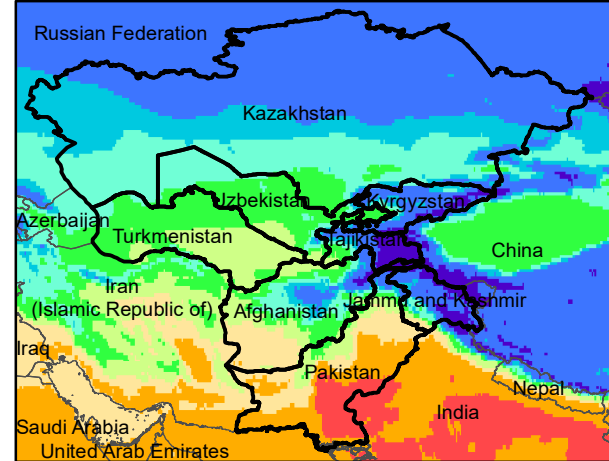 Russian Federation
Kazakhstan
Uzbekistan
Kyrgyzstan
Azerbaijan
Turkmenistan
Tajikistan
China
Iran
(Islamic Republic of)
Afghanistan
Jammu and Kashmir
Iraq
Pakistan
Nepal
India
Saudi Arabia
United Arab Emirates